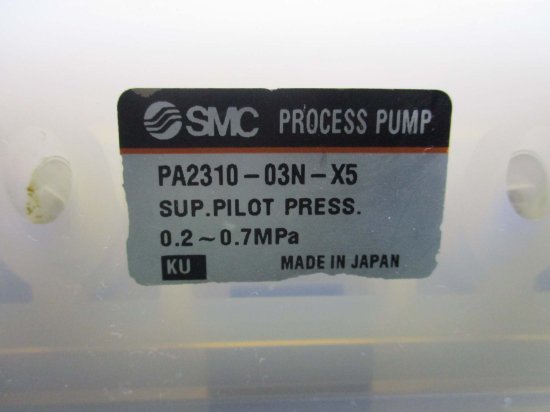 SMC PROCESS PUMP
PA2310-03N-X5
SUP.PILOT PRESS.
0.2~0.7MPa
KU MADE IN JAPAN